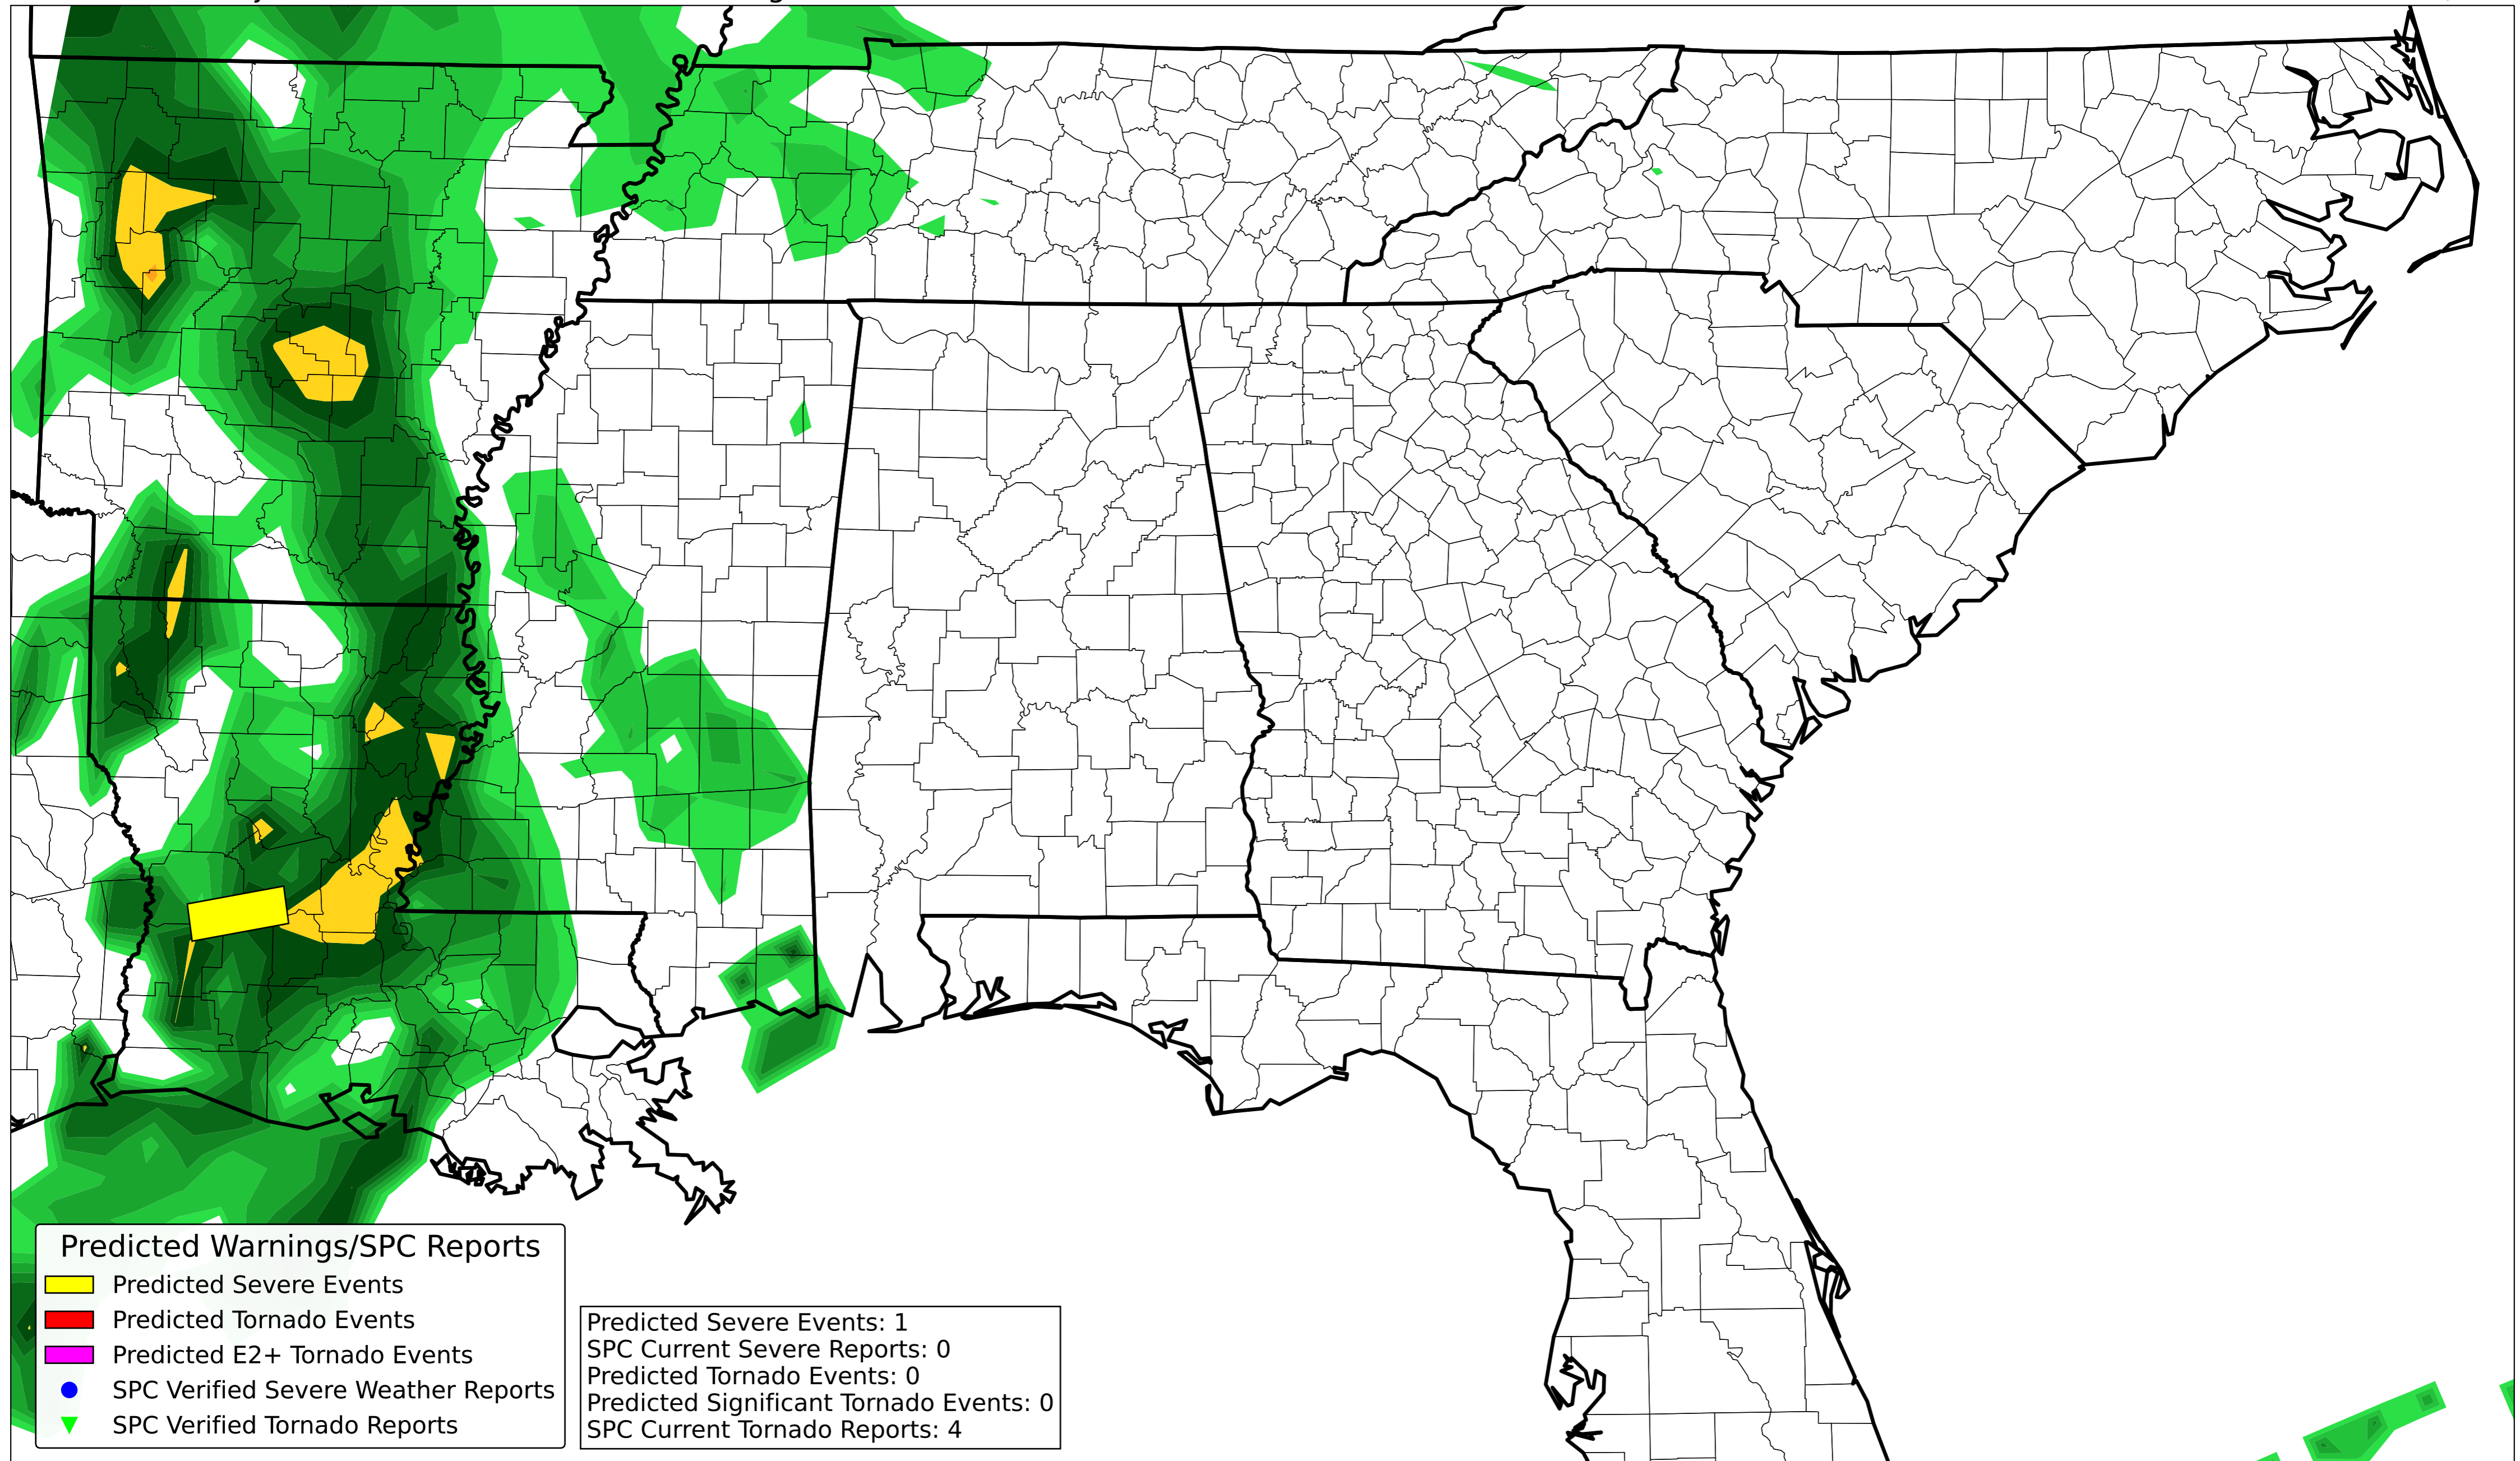 Predicted Warnings/SPC Reports
Predicted Severe Events
Predicted Tornado Events
Predicted E2+ Tornado Events
SPC Verified Severe Weather Reports
SPC Verified Tornado Reports
Predicted Severe Events: 1
SPC Current Severe Reports: 0
Predicted Tornado Events: 0
Predicted Significant Tornado Events: 0
SPC Current Tornado Reports: 4